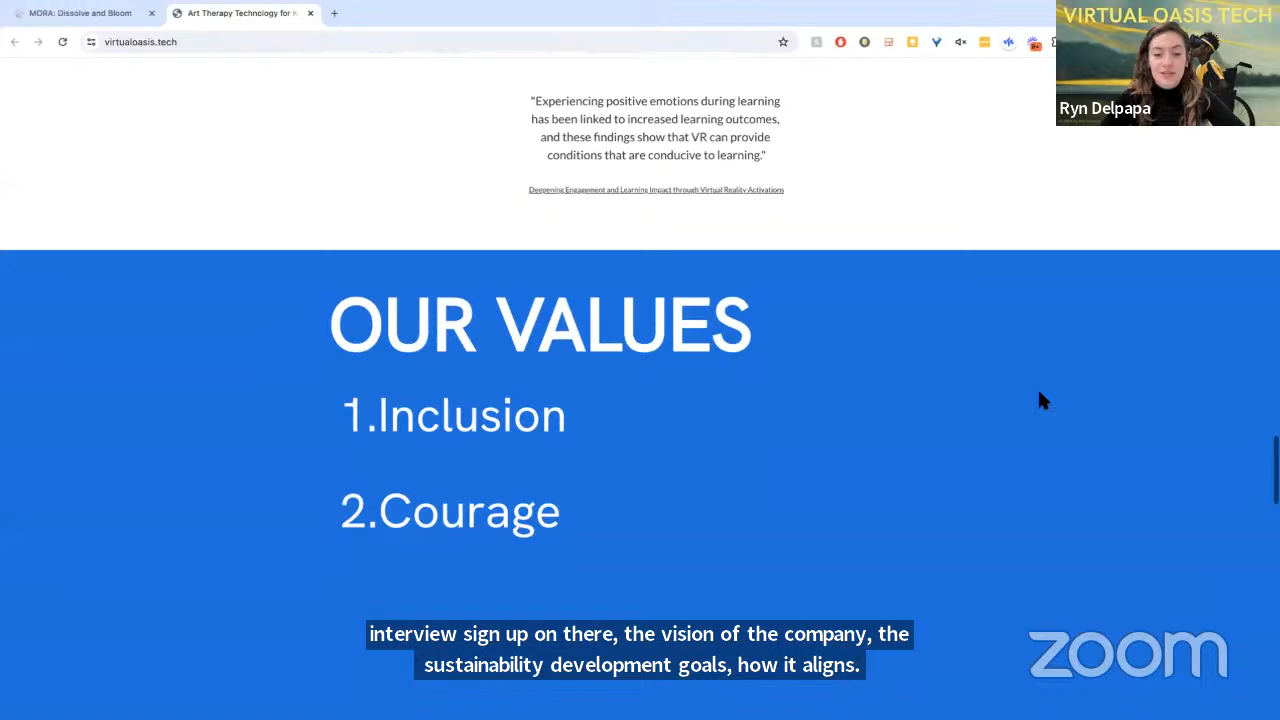 MORA: Dissolve and Bloom
Art Therapy Technology for
virtualoasis.tech
VIRTUAL OASIS TECH
Ryn Delpapa
"Experiencing positive emotions during learning
has been linked to increased learning outcomes,
and these findings show that VR can provide
conditions that are conducive to learning."
Deepening Engagement and Learning Impact through Virtual Reality Activations
OUR VALUES
1.Inclusion
2.Courage
interview sign up on there, the vision of the company, the
sustainability development goals, how it aligns.
zoom